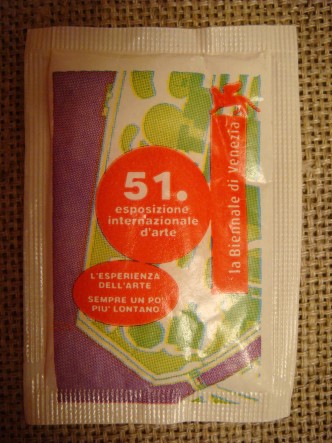 51.
esposizione
internazionale
d'arte
la Biennale di Venezia
L'ESPERIENZA
DELL'ARTE
SEMPRE UN PO'
PIU' LONTANO